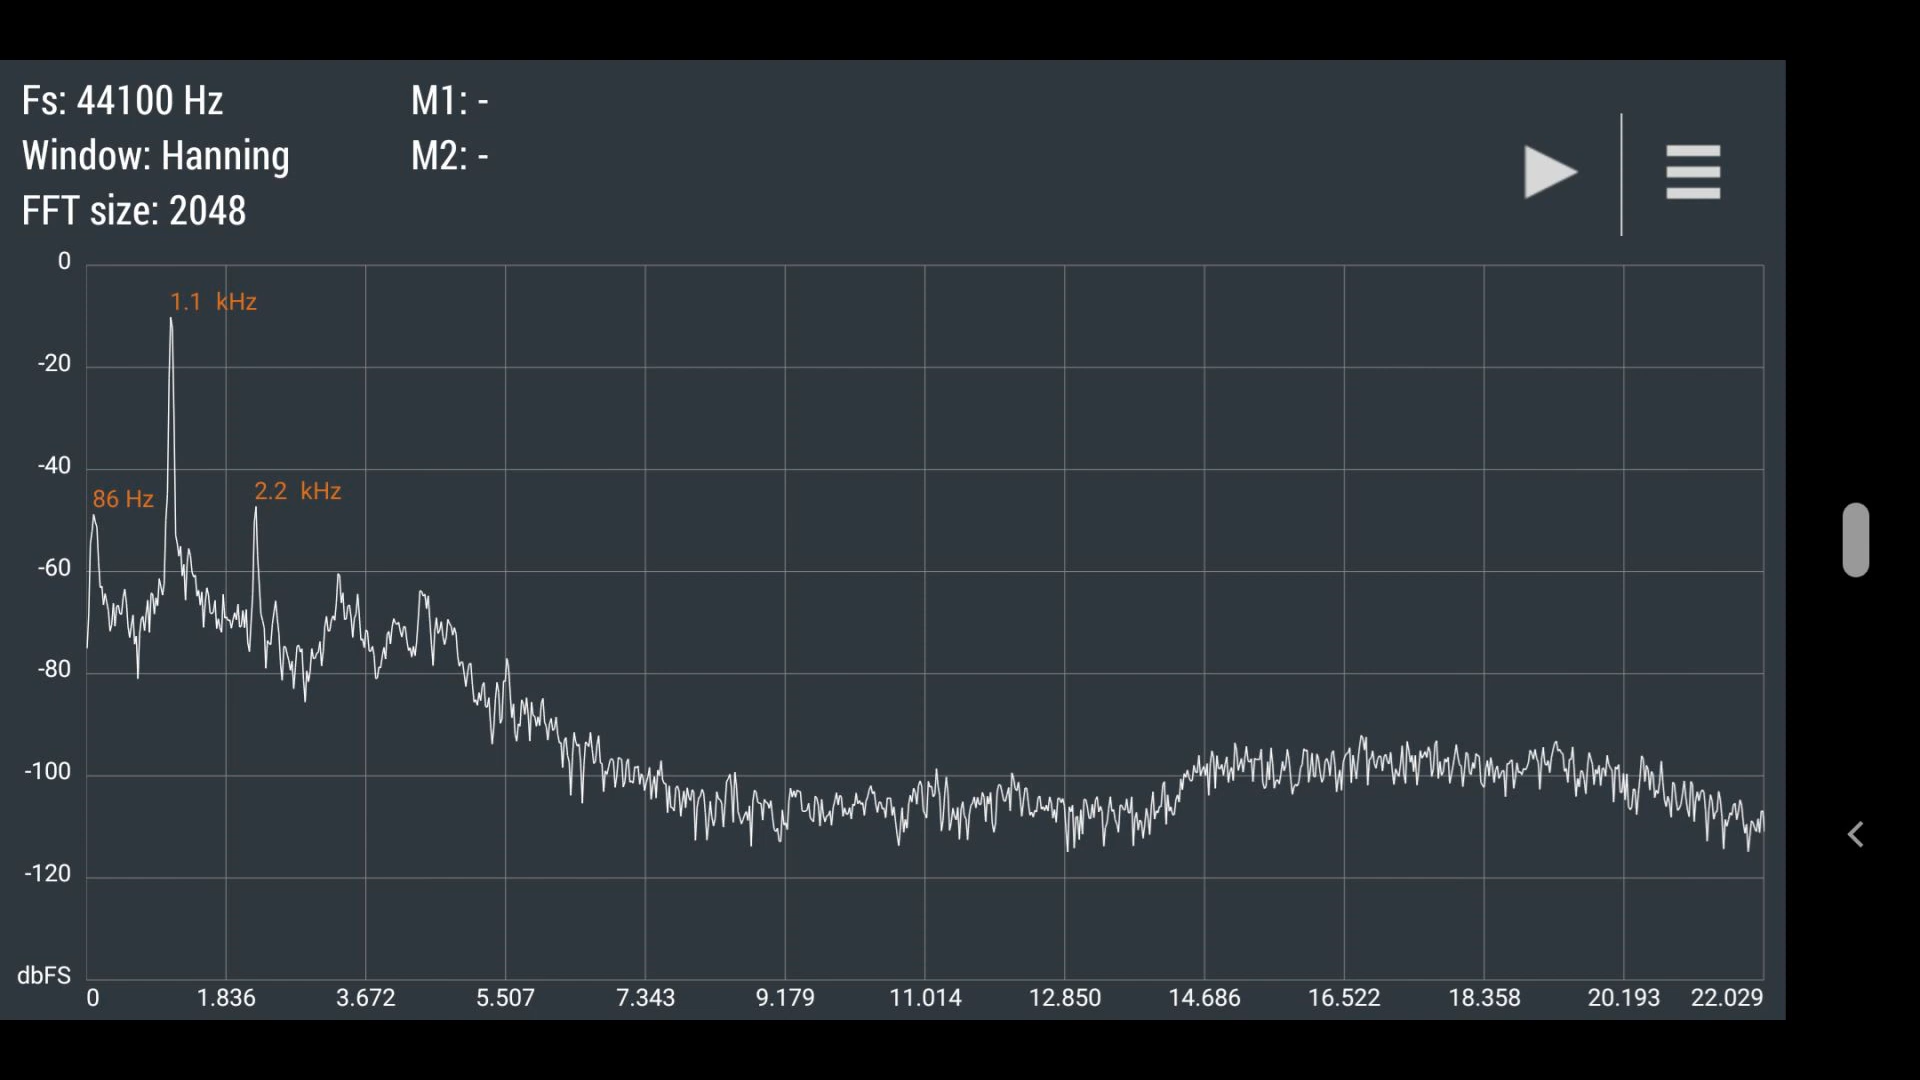 Fs: 44100 Hz
M1: -
Window: Hanning
M2: -
FFT size: 2048
0
1.1 kHz
-20
-40
86 Hz
2.2 kHz
-60
-80
-100
-120
dbFS
0 1.836 3.672 5.507 7.343 9.179 11.014 12.850 14.686 16.522 18.358 20.193 22.029